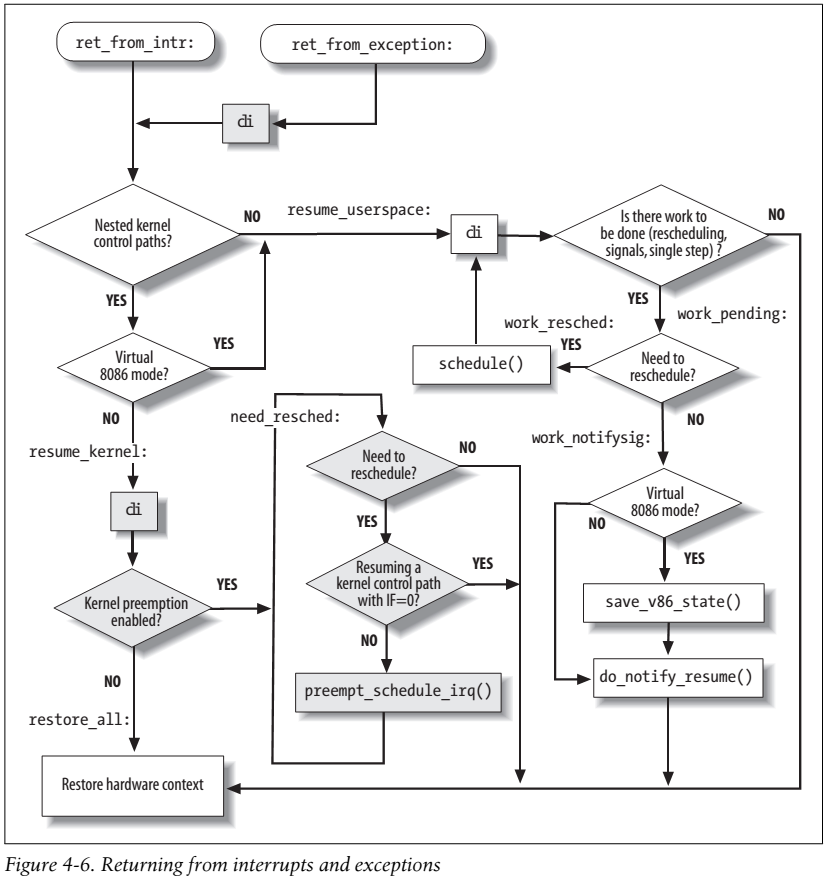 ret_from_intr:
ret_from_exception:
cli
Nested kernel
control paths?
NO
resume_userspace:
cli
Is there work to
be done (rescheduling,
signals, single step) ?
NO
YES
YES
work_pending:
Virtual
8086 mode?
YES
work_resched:
schedule()
YES
Need to
reschedule?
NO
resume_kernel:
need_resched:
NO
work_notifysig:
Need to
reschedule?
NO
cli
YES
Virtual
8086 mode?
NO
YES
Kernel preemption
enabled?
YES
Resuming a
kernel control path
with IF=0?
YES
save_v86_state()
NO
NO
preempt_schedule_irq()
do_notify_resume()
restore_all:
Restore hardware context
Figure 4-6. Returning from interrupts and exceptions